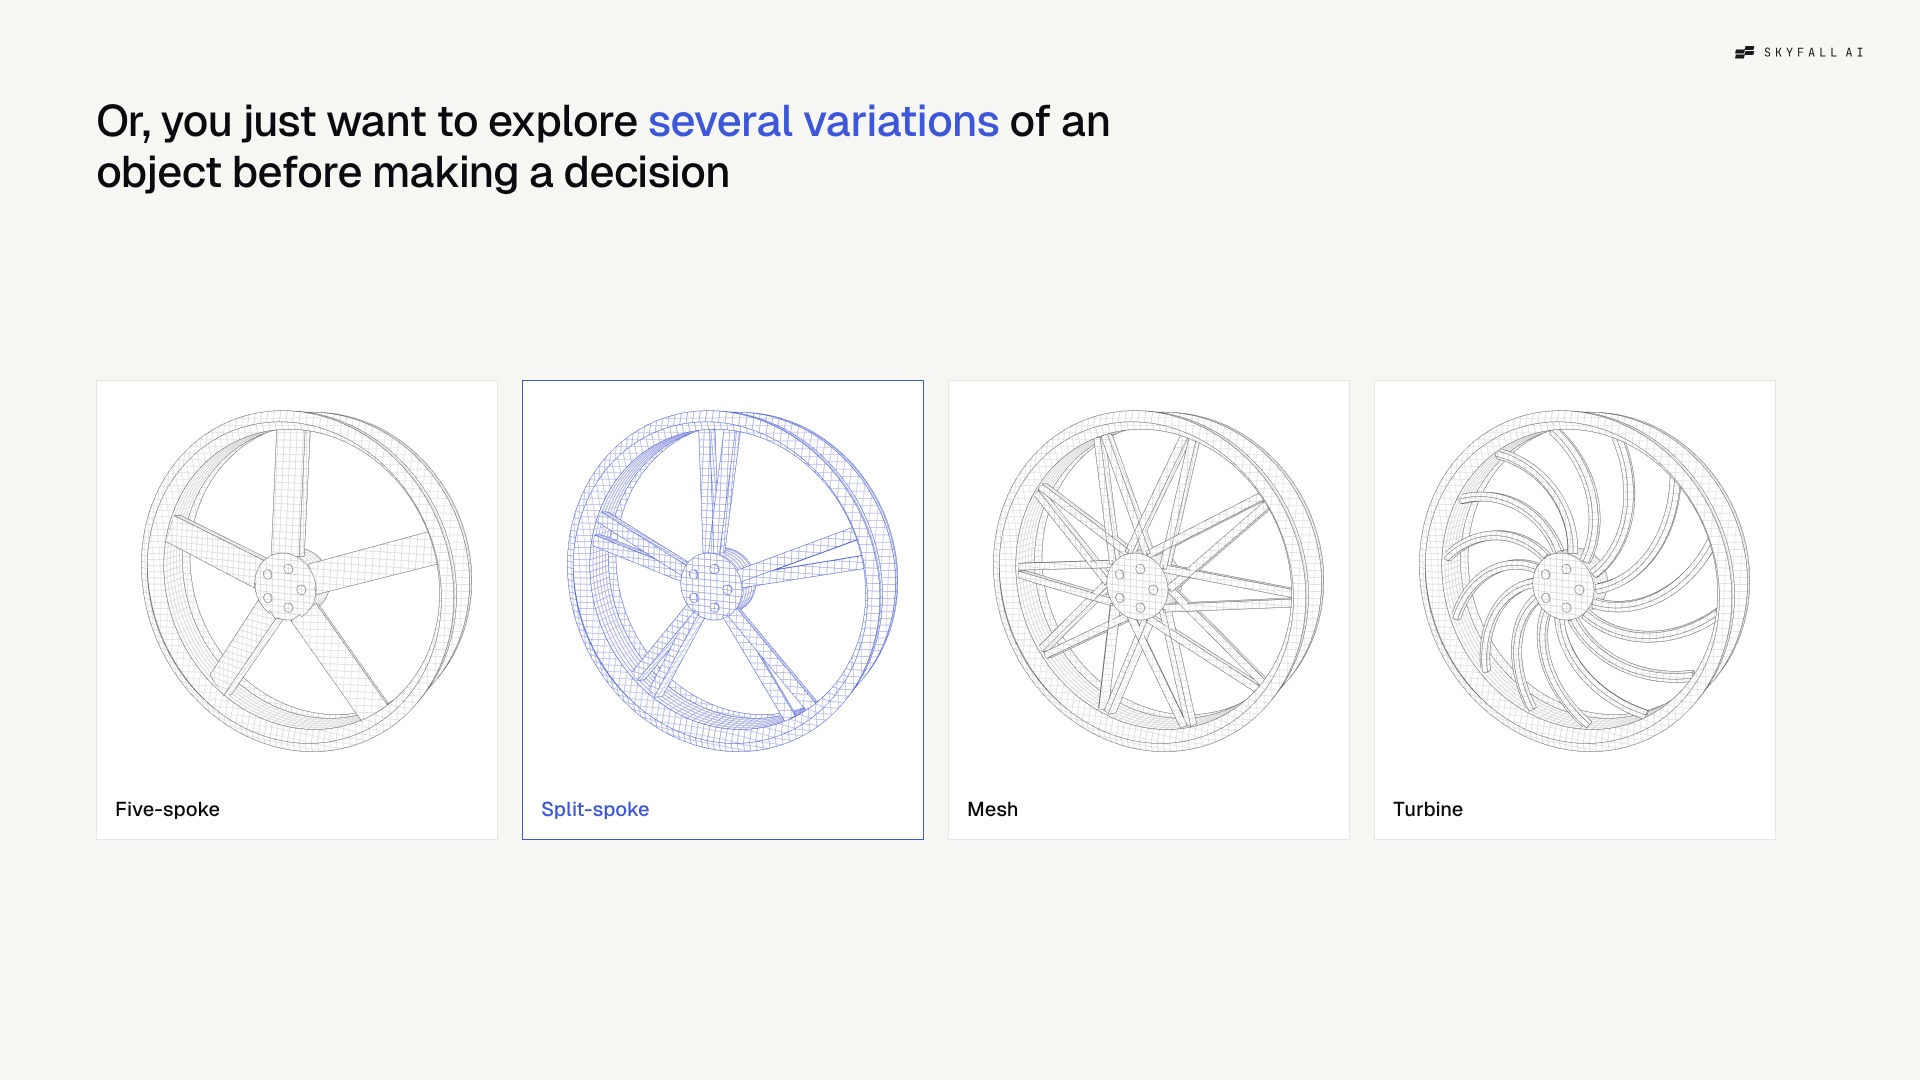 SKYFALL AI
Or, you just want to explore several variations of an
object before making a decision
Five-spoke
Split-spoke
Mesh
Turbine